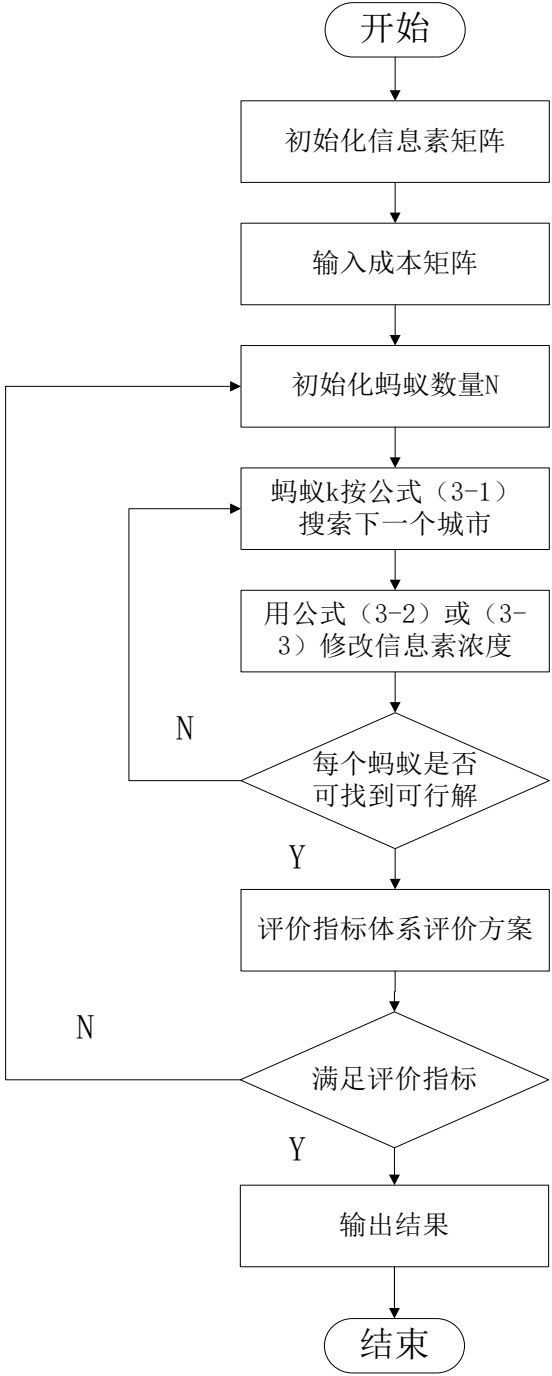 开始
初始化信息素矩阵
输入成本矩阵
初始化蚂蚁数量N
蚂蚁k按公式（3-1）
搜索下一个城市
用公式（3-2）或（3-
3）修改信息素浓度
N
每个蚂蚁是否
可找到可行解
Y
评价指标体系评价方案
N
满足评价指标
Y
输出结果
结束